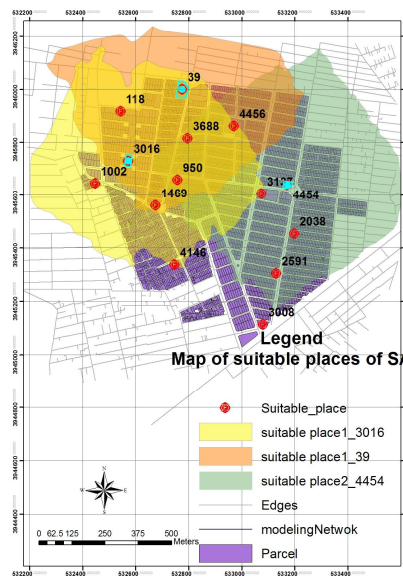 532200 532400 532600 532800 533000 533200 533400
3946200
3946000
3945800
3945600
3945400
3945200
3945000
3944800
3944600
3944400
39
118
4456
3688
3016
950
1002
4454
1469
2038
4146
2591
3008
Legend
Map of suitable places of SA
Suitable_place
suitable place1_3016
suitable place1_39
suitable place2_4454
Edges
modelingNetwok
Parcel
N
W
E
S
0 62.5 125 250 375 500
Meters
532200 532400 532600 532800 533000 533200 533400